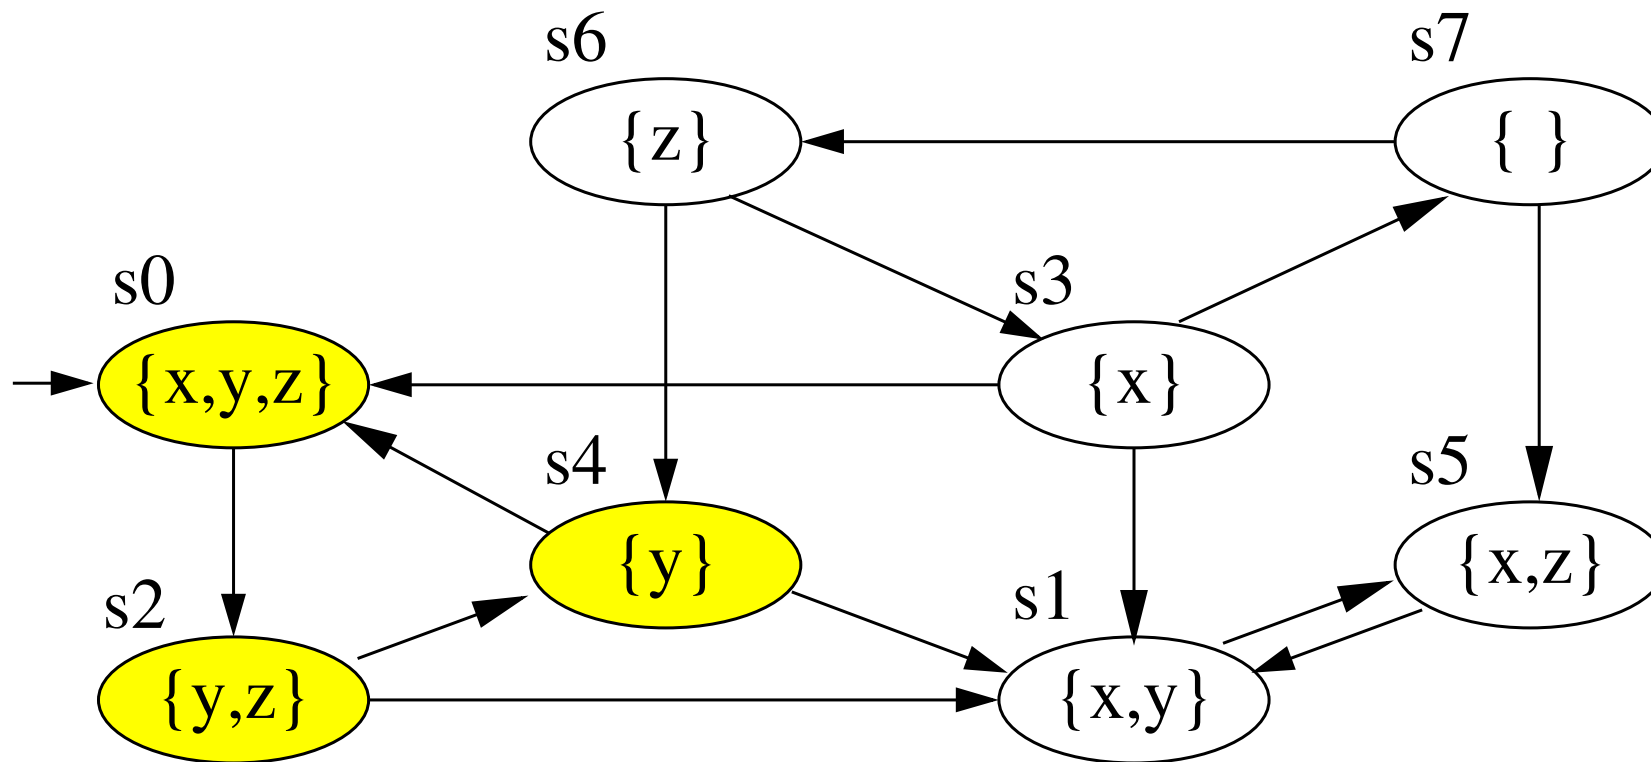 s6
s7
{z}
{ }
s0
s3
{x,y,z}
{x}
s4
s5
{y}
{x,z}
s2
s1
{y,z}
{x,y}